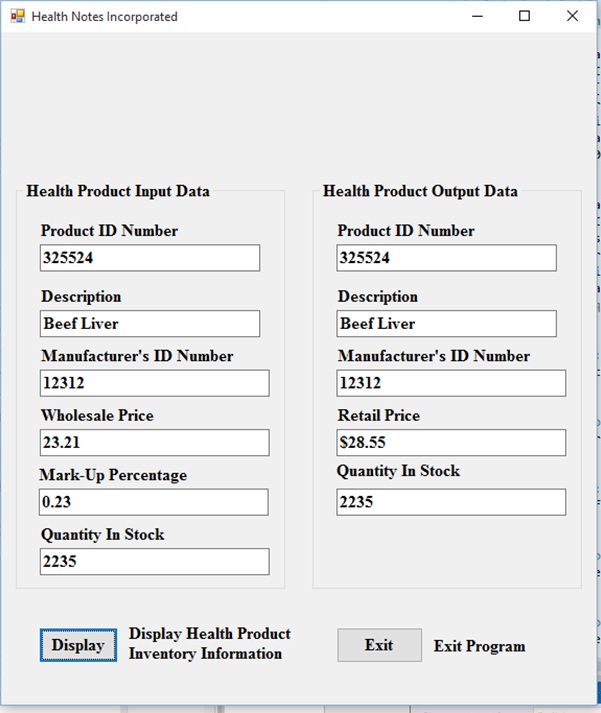 Health Notes Incorporated
Health Product Input Data
Product ID Number
325524
Description
Beef Liver
Manufacturer's ID Number
12312
Wholesale Price
23.21
Mark-Up Percentage
0.23
Quantity In Stock
2235
Health Product Output Data
Product ID Number
325524
Description
Beef Liver
Manufacturer's ID Number
12312
Retail Price
$28.55
Quantity In Stock
2235
Display
Display Health Product
Inventory Information
Exit
Exit Program